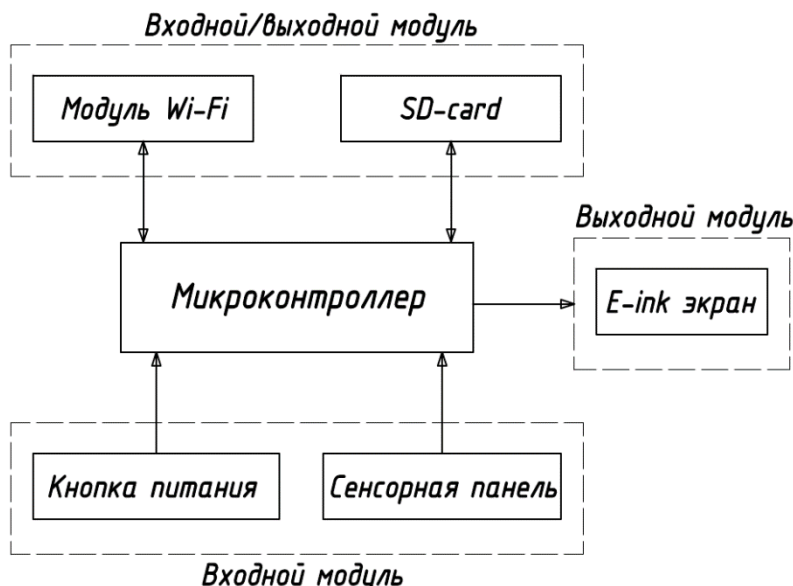 Входной/выходной модуль
Модуль Wi-Fi
SD-card
Выходной модуль
Микроконтроллер
E-ink экран
Кнопка питания
Сенсорная панель
Входной модуль